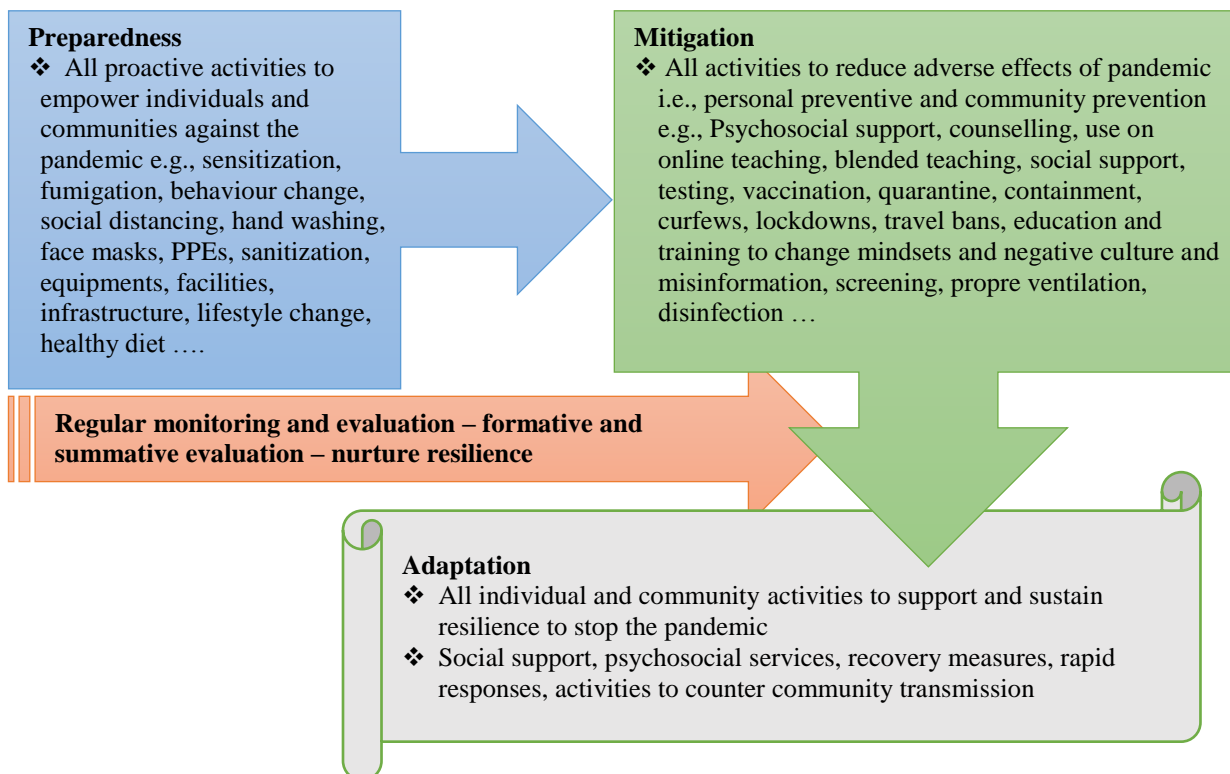 Preparedness
❖ All proactive activities to
empower individuals and
communities against the
pandemic e.g., sensitization,
fumigation, behaviour change,
social distancing, hand washing,
face masks, PPEs, sanitization,
equipments, facilities,
infrastructure, lifestyle change,
healthy diet ….
Mitigation
❖ All activities to reduce adverse effects of pandemic
i.e., personal preventive and community prevention
e.g., Psychosocial support, counselling, use on
online teaching, blended teaching, social support,
testing, vaccination, quarantine, containment,
curfews, lockdowns, travel bans, education and
training to change mindsets and negative culture and
misinformation, screening, propre ventilation,
disinfection …
Regular monitoring and evaluation – formative and
summative evaluation – nurture resilience
Adaptation
❖ All individual and community activities to support and sustain
resilience to stop the pandemic
❖ Social support, psychosocial services, recovery measures, rapid
responses, activities to counter community transmission